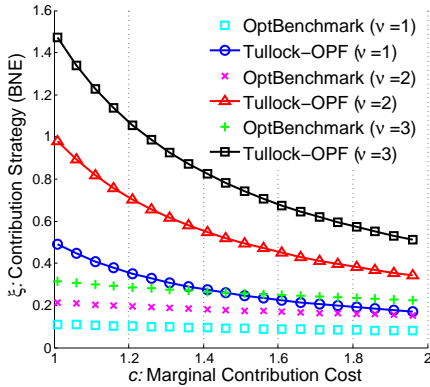 ξ: Contribution Strategy (BNE)
1.6
1.4
1.2
1
0.8
0.6
0.4
0.2
0
OptBenchmark (ν=1)
Tullock-OPF (ν=1)
OptBenchmark (ν=2)
Tullock-OPF (ν=2)
OptBenchmark (ν=3)
Tullock-OPF (ν=3)
1 1.2 1.4 1.6 1.8 2
c: Marginal Contribution Cost